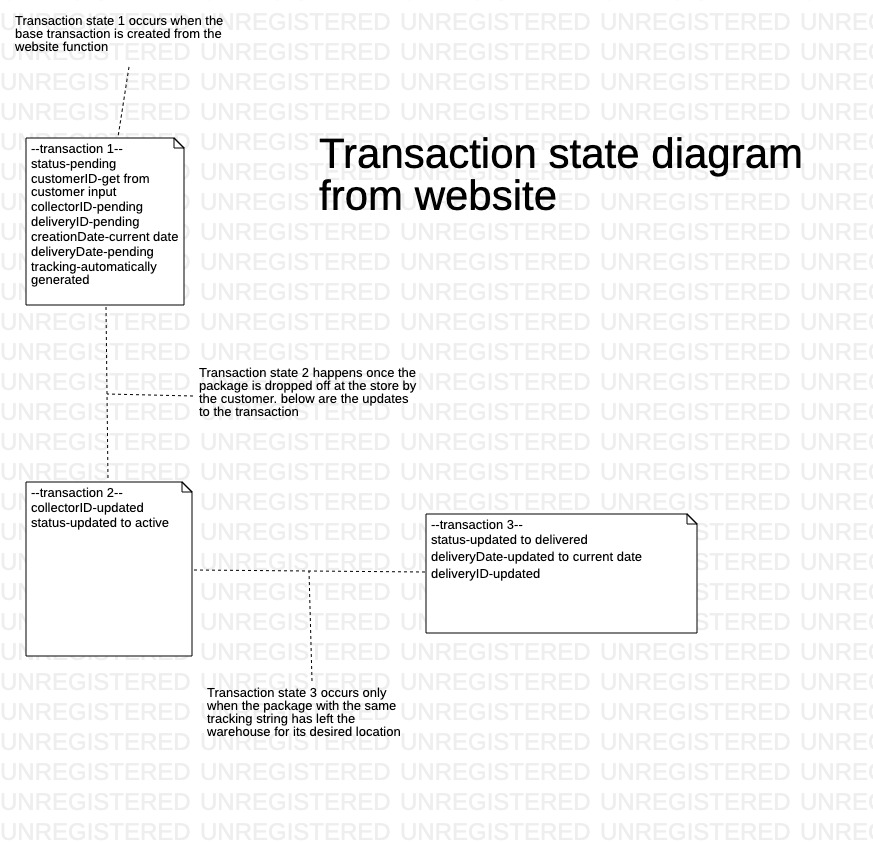 Transaction state 1 occurs when the
base transaction is created from the
website function
Transaction state diagram
from website
--transaction 1--
status-pending
customerID-get from
customer input
collectorID-pending
deliveryID-pending
creationDate-current date
deliveryDate-pending
tracking-automatically
generated
Transaction state 2 happens once the
package is dropped off at the store by
the customer. below are the updates
to the transaction
--transaction 2--
collectorID-updated
status-updated to active
--transaction 3--
status-updated to delivered
deliveryDate-updated to current date
deliveryID-updated
Transaction state 3 occurs only
when the package with the same
tracking string has left the
warehouse for its desired location
UNREGISTERED